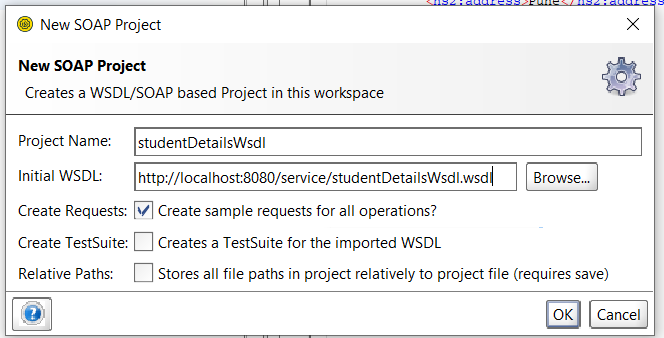 <ns2:address>Pune</ns2:address
New SOAP Project
New SOAP Project
Creates a WSDL/SOAP based Project in this workspace
Project Name: studentDetailsWsdl
Initial WSDL: http://localhost:8080/service/studentDetailsWsdl.wsdl Browse...
Create Requests: Create sample requests for all operations?
Create TestSuite: Creates a TestSuite for the imported WSDL
Relative Paths: Stores all file paths in project relatively to project file (requires save)
? OK Cancel